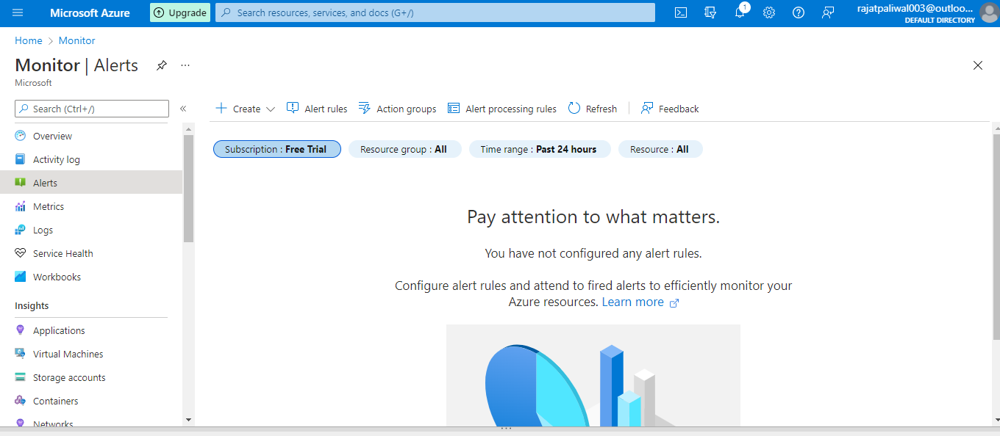 Microsoft Azure
Upgrade
Search resources, services, and docs (G+/)
1
rajatpaliwal003@outloo...
DEFAULT DIRECTORY
Home > Monitor
Monitor | Alerts
...
Microsoft
Search (Ctrl+/)
«
Create
Alert rules
Action groups
Alert processing rules
Refresh
Feedback
Overview
Activity log
Alerts
Metrics
Logs
Service Health
Workbooks
Insights
Applications
Virtual Machines
Storage accounts
Containers
Networks
Subscription : Free Trial
Resource group : All
Time range : Past 24 hours
Resource : All
Pay attention to what matters.
You have not configured any alert rules.
Configure alert rules and attend to fired alerts to efficiently monitor your
Azure resources. Learn more